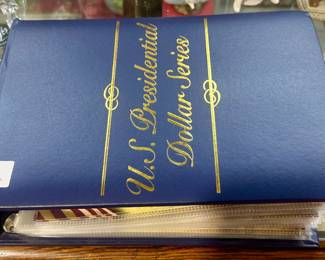 U.S. Presidential
Dollar Series